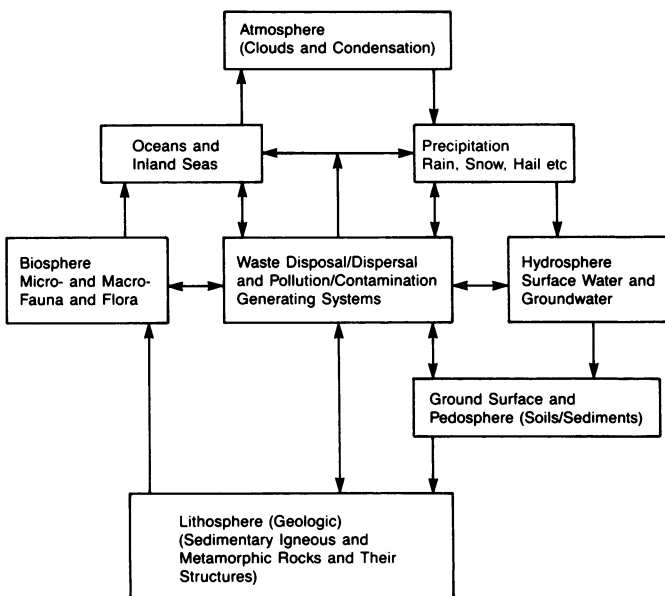 Atmosphere
(Clouds and Condensation)
Oceans and
Inland Seas
Precipitation
Rain, Snow, Hail etc
Biosphere
Micro- and Macro-
Fauna and Flora
Waste Disposal/Dispersal
and Pollution/Contamination
Generating Systems
Hydrosphere
Surface Water and
Groundwater
Ground Surface and
Pedosphere (Soils/Sediments)
Lithosphere (Geologic)
(Sedimentary Igneous and
Metamorphic Rocks and Their
Structures)